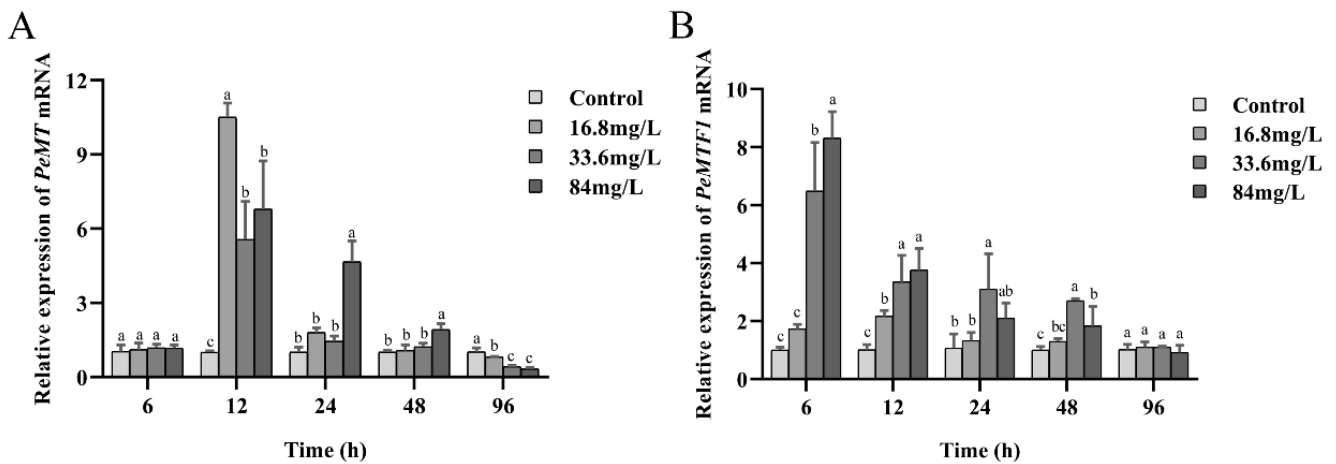 A
Relative expression of PeMT mRNA
12
9
6
3
0
a a a a
c a b b
b b b a
b b b a
a b c c
6 12 24 48 96
Time (h)
Control
16.8mg/L
33.6mg/L
84mg/L
B
Relative expression of PeMTF1 mRNA
10
8
6
4
2
0
c c b a
c b a a
b b a ab
c bc a b
a a a a
6 12 24 48 96
Time (h)
Control
16.8mg/L
33.6mg/L
84mg/L